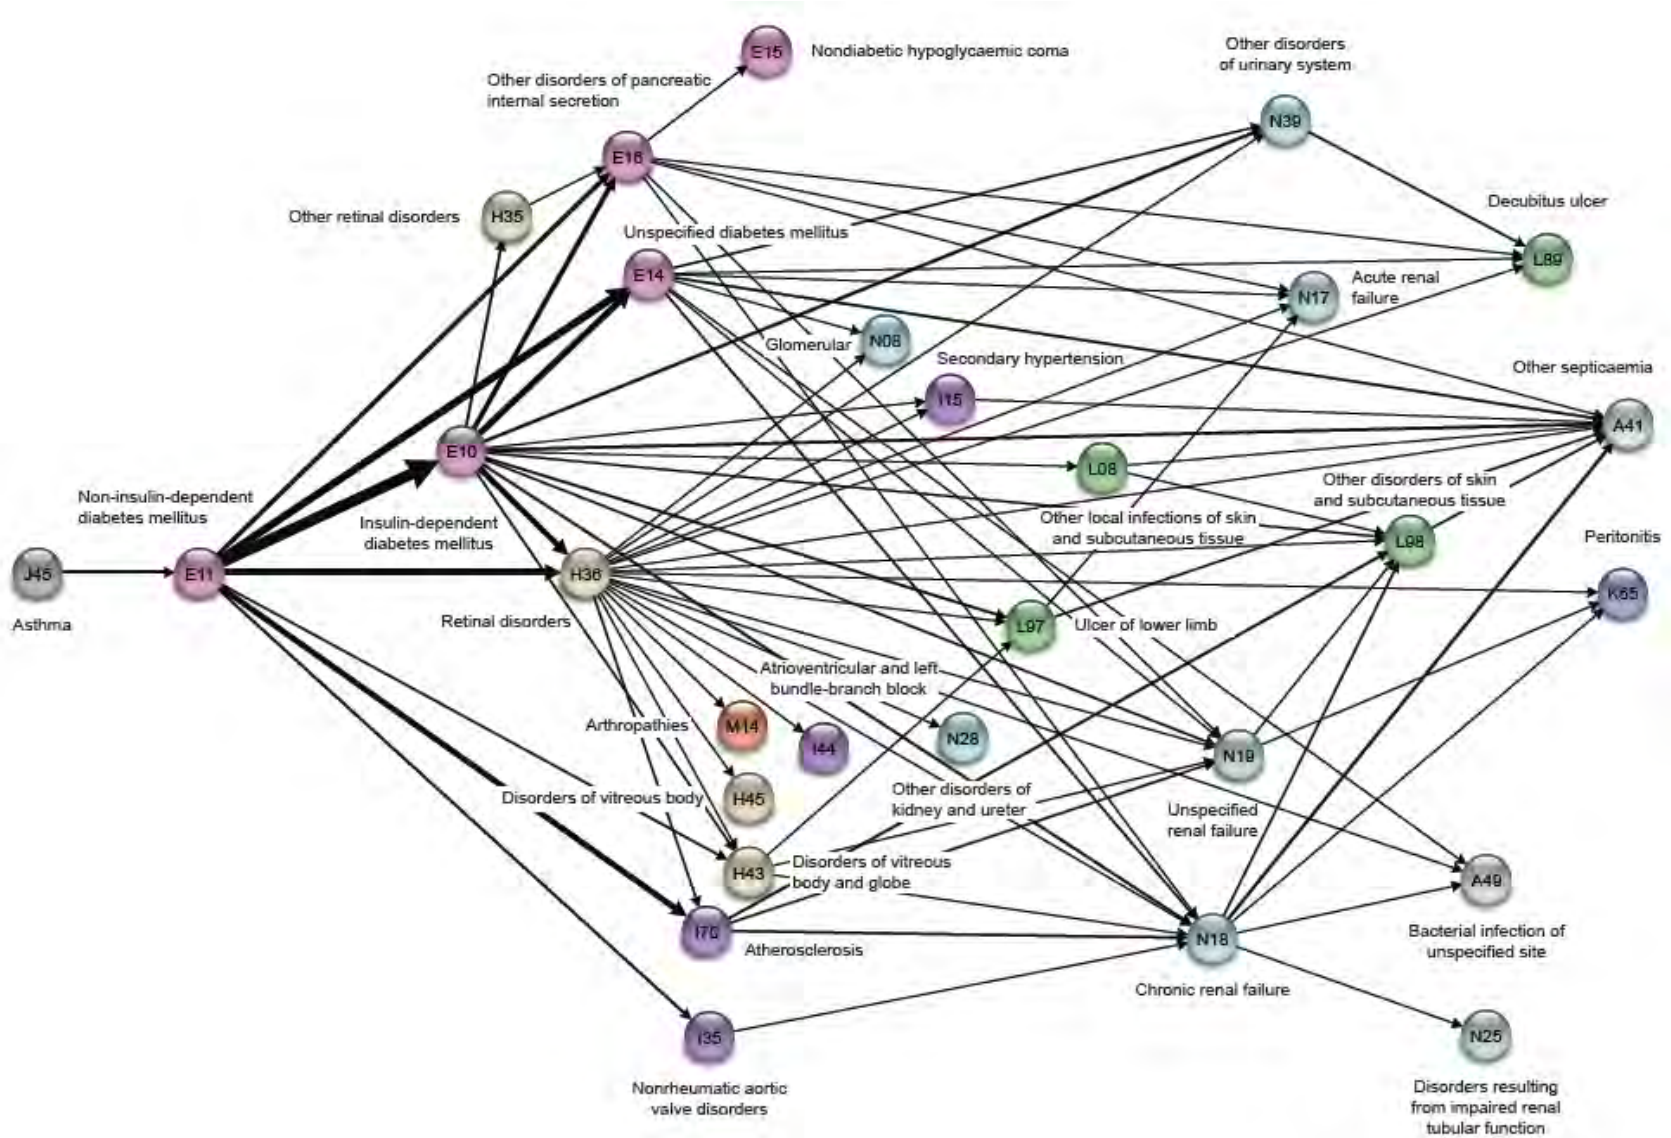 E15
Nondiabetic hypoglycaemic coma
Other disorders
of urinary system
Other disorders of pancreatic
internal secretion
N39
E16
Other retinal disorders
H35
Unspecified diabetes mellitus
Decubitus ulcer
L89
E14
Acute renal
failure
N17
Glomerular
N08
Secondary hypertension
I15
Other septicaemia
A41
E10
L08
Non-insulin-dependent
diabetes mellitus
Insulin-dependent
diabetes mellitus
Other disorders of skin
and subcutaneous tissue
Other local infections of skin
and subcutaneous tissue
L98
Peritonitis
K65
J45
Asthma
E11
H36
Retinal disorders
L97
Ulcer of lower limb
Atrioventricular and left
bundle-branch block
Arthropathies
M14
I44
N28
N19
Unspecified
renal failure
Disorders of vitreous body
H45
Other disorders of
kidney and ureter
H43
Disorders of vitreous
body and globe
A49
Bacterial infection of
unspecified site
I70
Atherosclerosis
N18
Chronic renal failure
I35
Nonrheumatic aortic
valve disorders
N25
Disorders resulting
from impaired renal
tubular function